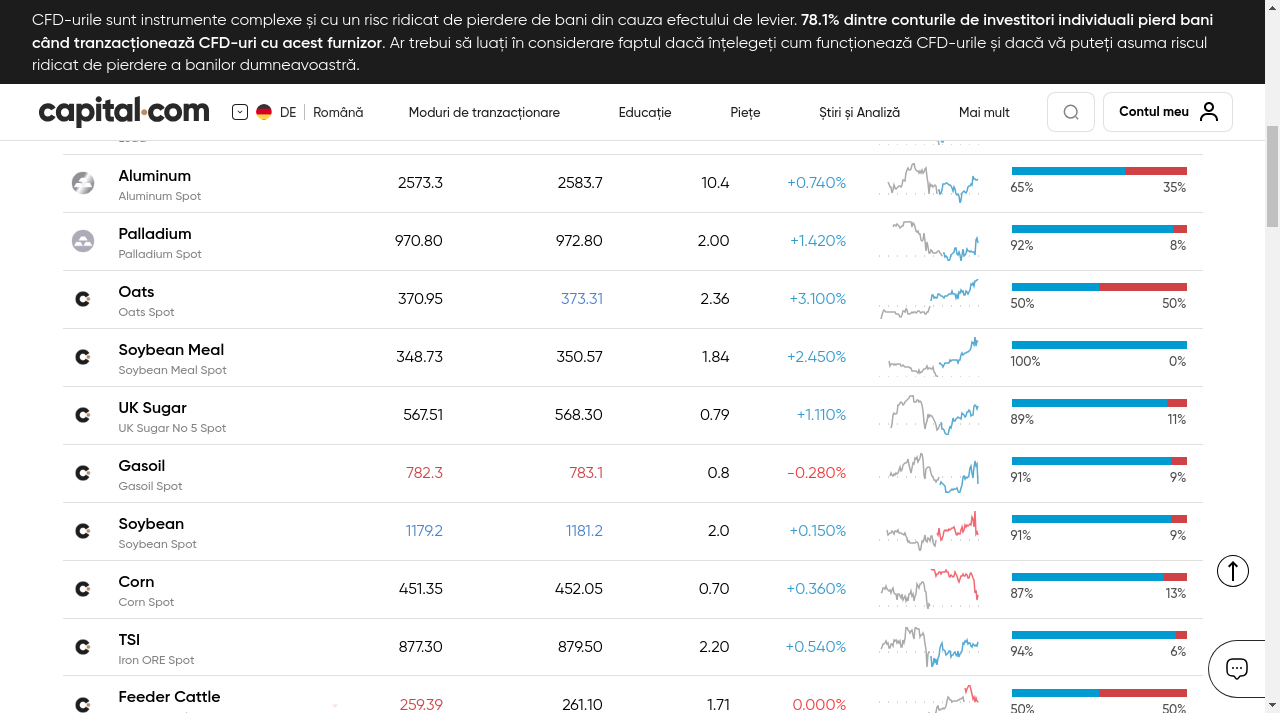 CFD-urile sunt instrumente complexe și cu un risc ridicat de pierdere de bani din cauza efectului de levier. 78.1% dintre conturile de investitori individuali pierd bani
când tranzacționează CFD-uri cu acest furnizor. Ar trebui să luați în considerare faptul dacă înțelegeți cum funcționează CFD-urile și dacă vă puteți asuma riscul
ridicat de pierdere a banilor dumneavoastră.
capital.com DE Română Moduri de tranzacționare Educație Piețe Știri și Analiză Mai mult Contul meu
Aluminum 2573.3 2583.7 10.4 +0.740%
Aluminum Spot 65% 35%
Palladium 970.80 972.80 2.00 +1.420%
Palladium Spot 92% 8%
Oats 370.95 373.31 2.36 +3.100%
Oats Spot 50% 50%
Soybean Meal 348.73 350.57 1.84 +2.450%
Soybean Meal Spot 100% 0%
UK Sugar 567.51 568.30 0.79 +1.110%
UK Sugar No 5 Spot 89% 11%
Gasoil 782.3 783.1 0.8 -0.280%
Gasoil Spot 91% 9%
Soybean 1179.2 1181.2 2.0 +0.150%
Soybean Spot 91% 9%
Corn 451.35 452.05 0.70 +0.360%
Corn Spot 87% 13%
TSI 877.30 879.50 2.20 +0.540%
Iron ORE Spot 94% 6%
Feeder Cattle 259.39 261.10 1.71 0.000%
50% 50%